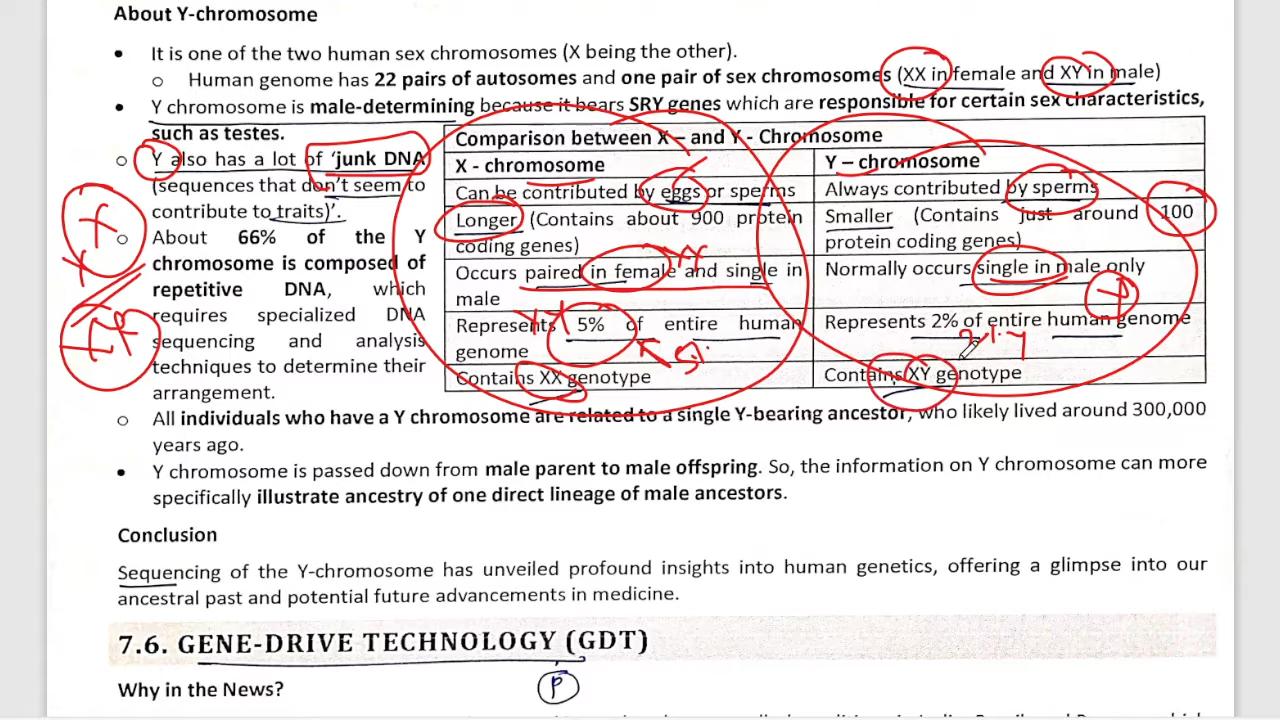 About Y-chromosome
• It is one of the two human sex chromosomes (X being the other).
o Human genome has 22 pairs of autosomes and one pair of sex chromosomes (XX in female and XY in male)
• Y chromosome is male-determining because it bears SRY genes which are responsible for certain sex characteristics,
such as testes.
o Y also has a lot of 'junk DNA
(sequences that don't seem to
contribute to traits)'.
o About 66% of the Y
chromosome is composed of
repetitive DNA, which
requires specialized DNA
sequencing and analysis
techniques to determine their
arrangement.
Comparison between X – and Y - Chromosome
X - chromosome
Y – chromosome
Can be contributed by eggs or sperms
Always contributed by sperms
Longer (Contains about 900 protein
coding genes)
Smaller (Contains just around 100
protein coding genes)
Occurs paired in female and single in
male
Normally occurs single in male only
Represents 5% of entire human
genome
Represents 2% of entire human genome
Contains XX genotype
Contains XY genotype
XX
o All individuals who have a Y chromosome are related to a single Y-bearing ancestor, who likely lived around 300,000
years ago.
• Y chromosome is passed down from male parent to male offspring. So, the information on Y chromosome can more
specifically illustrate ancestry of one direct lineage of male ancestors.
Conclusion
Sequencing of the Y-chromosome has unveiled profound insights into human genetics, offering a glimpse into our
ancestral past and potential future advancements in medicine.
7.6. GENE-DRIVE TECHNOLOGY (GDT)
P
Why in the News?